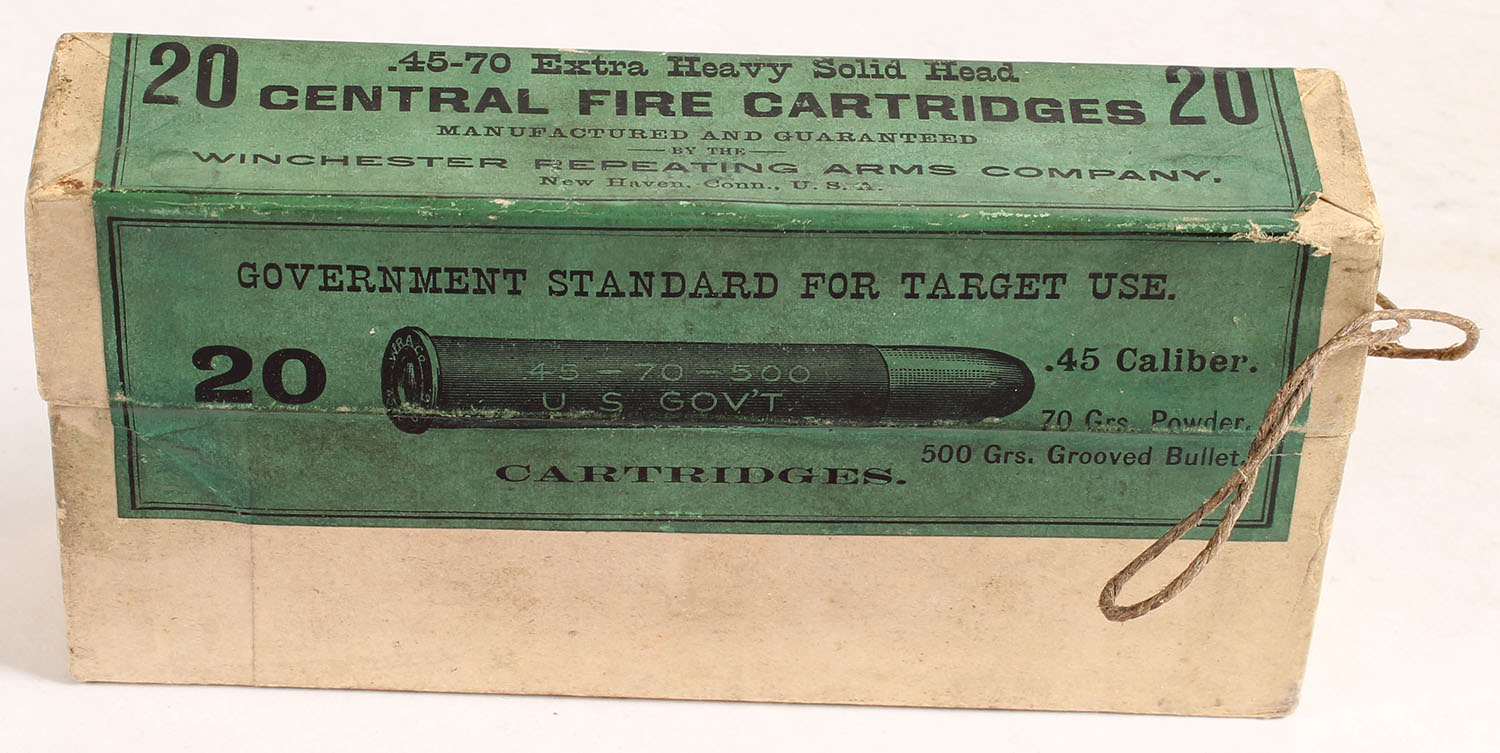 20 .45-70 Extra Heavy Solid Head 20
CENTRAL FIRE CARTRIDGES
MANUFACTURED AND GUARANTEED
BY THE
WINCHESTER REPEATING ARMS COMPANY.
New Haven, Conn., U. S. A.
GOVERNMENT STANDARD FOR TARGET USE.
20
W.R.A.CO.
45-70-500
U S GOV'T
.45 Caliber.
70 Grs. Powder.
500 Grs. Grooved Bullet.
CARTRIDGES.